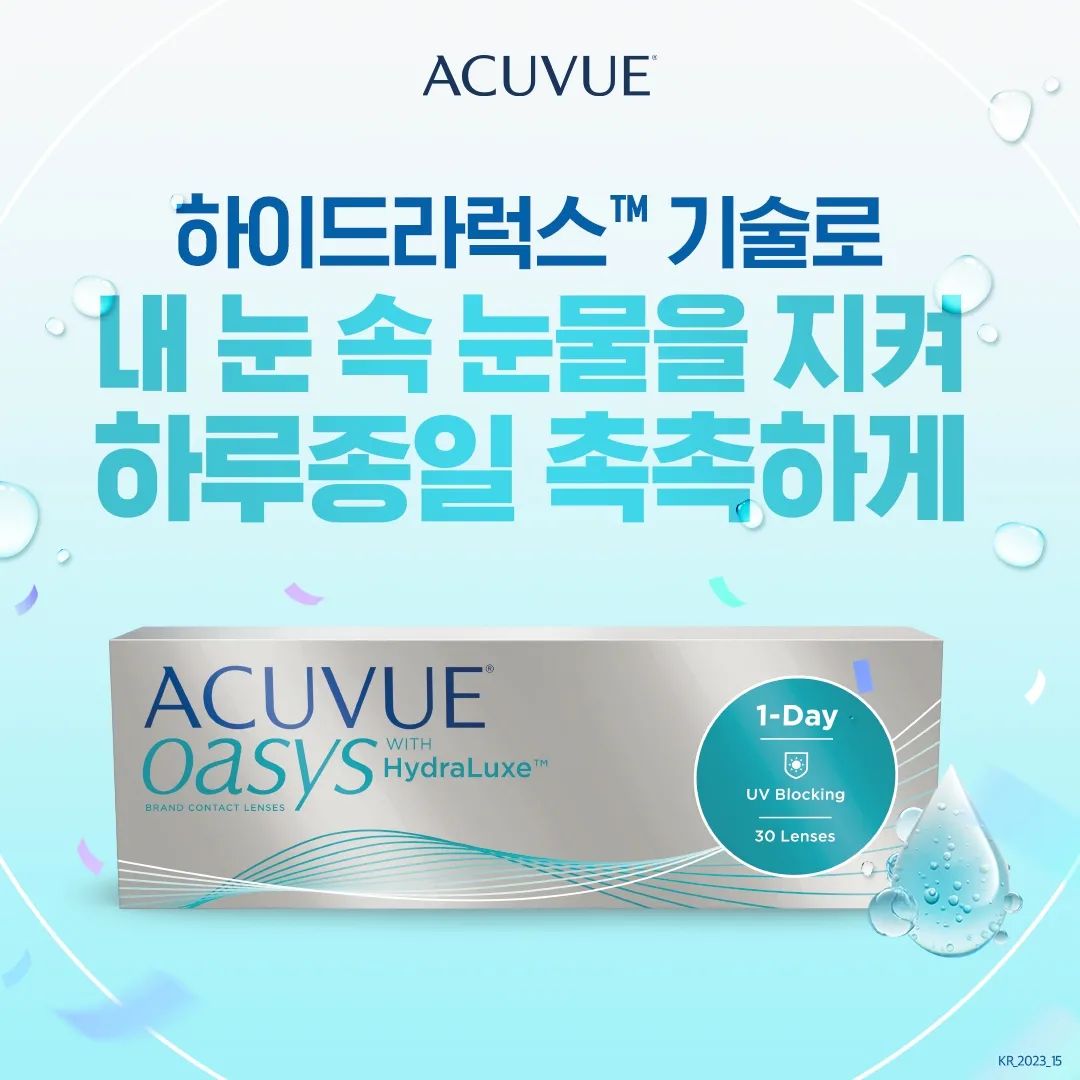 ACUVUE®
하이드라럭스™ 기술로
내 눈 속 눈물을 지켜
하루종일 촉촉하게
ACUVUE®
oasys WITH HydraLuxe™
BRAND CONTACT LENSES
1-Day
UV Blocking
30 Lenses
KR_2023_15